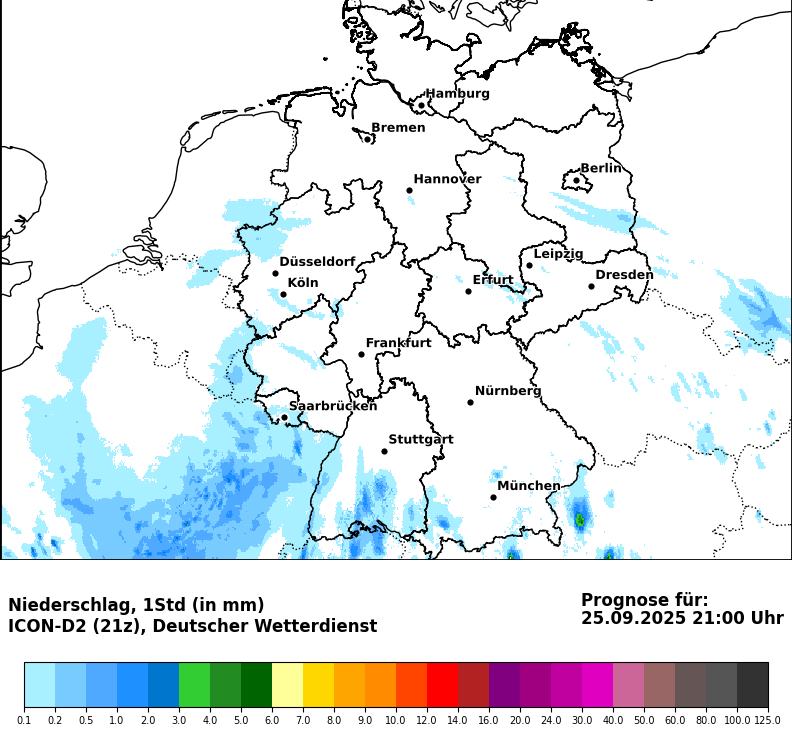 Hamburg
Bremen
Berlin
Hannover
Leipzig
Düsseldorf
Dresden
Köln
Erfurt
Frankfurt
Nürnberg
Saarbrücken
Stuttgart
München
Niederschlag, 1Std (in mm)
ICON-D2 (21z), Deutscher Wetterdienst
Prognose für:
25.09.2025 21:00 Uhr
0.1 0.2 0.5 1.0 2.0 3.0 4.0 5.0 6.0 7.0 8.0 9.0 10.0 12.0 14.0 16.0 20.0 24.0 30.0 40.0 50.0 60.0 80.0 100.0 125.0